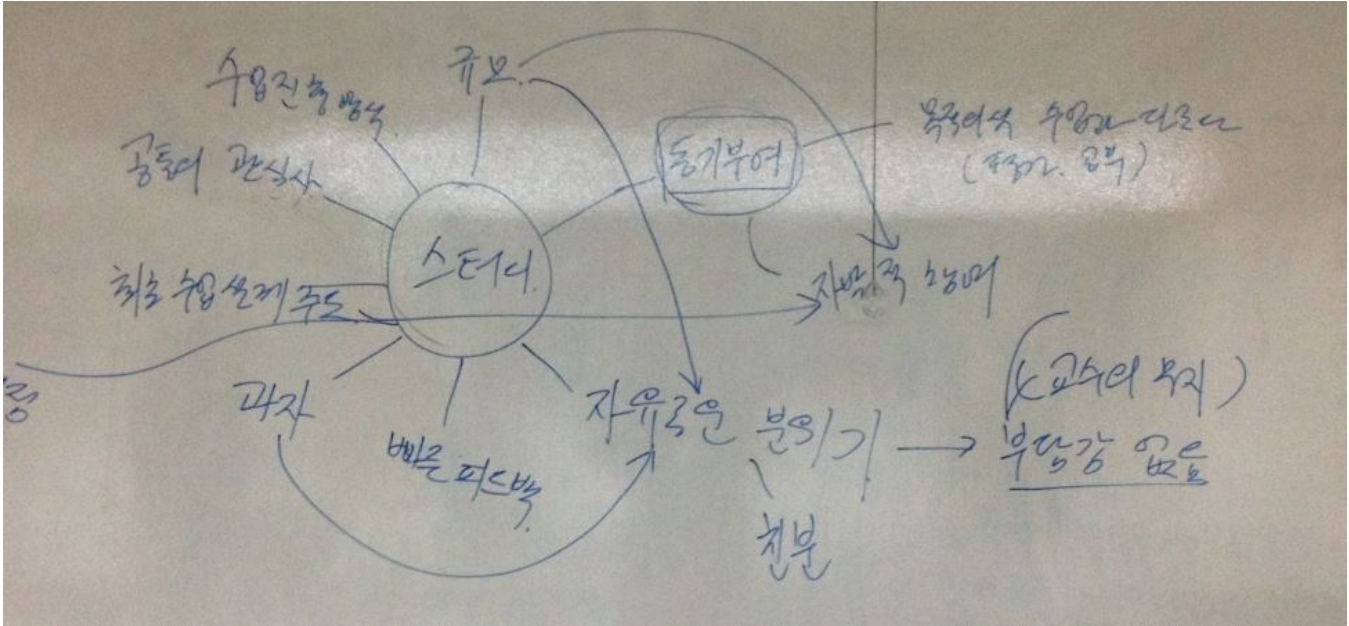 규모
수업진행방식
동기부여
목적의식 수업과 다르다
공통의 관심사
스터디
자발적 참여
최초 수업 설계 주도
과자
자유로운 분위기
(교수의 부재)
부담감 없음
빠른 피드백
친분